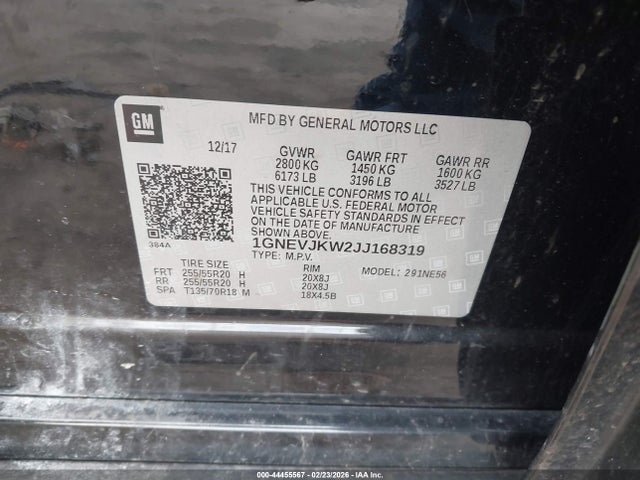 GM
MFD BY GENERAL MOTORS LLC
12/17
GVWR GAWR FRT GAWR RR
2800 KG 1450 KG 1600 KG
6173 LB 3196 LB 3527 LB
THIS VEHICLE CONFORMS TO ALL
APPLICABLE U.S. FEDERAL MOTOR
VEHICLE SAFETY STANDARDS IN EFFECT
ON THE DATE OF MANUFACTURE
SHOWN ABOVE.
384A
1GNEVJKW2JJ168319
TYPE: M.P.V.
TIRE SIZE RIM MODEL: 291NE56
FRT 255/55R20 H 20X8J
RR 255/55R20 H 20X8J
SPA T135/70R18 M 18X4.5B
000-44455567 - 02/23/2026 - IAAI.COM